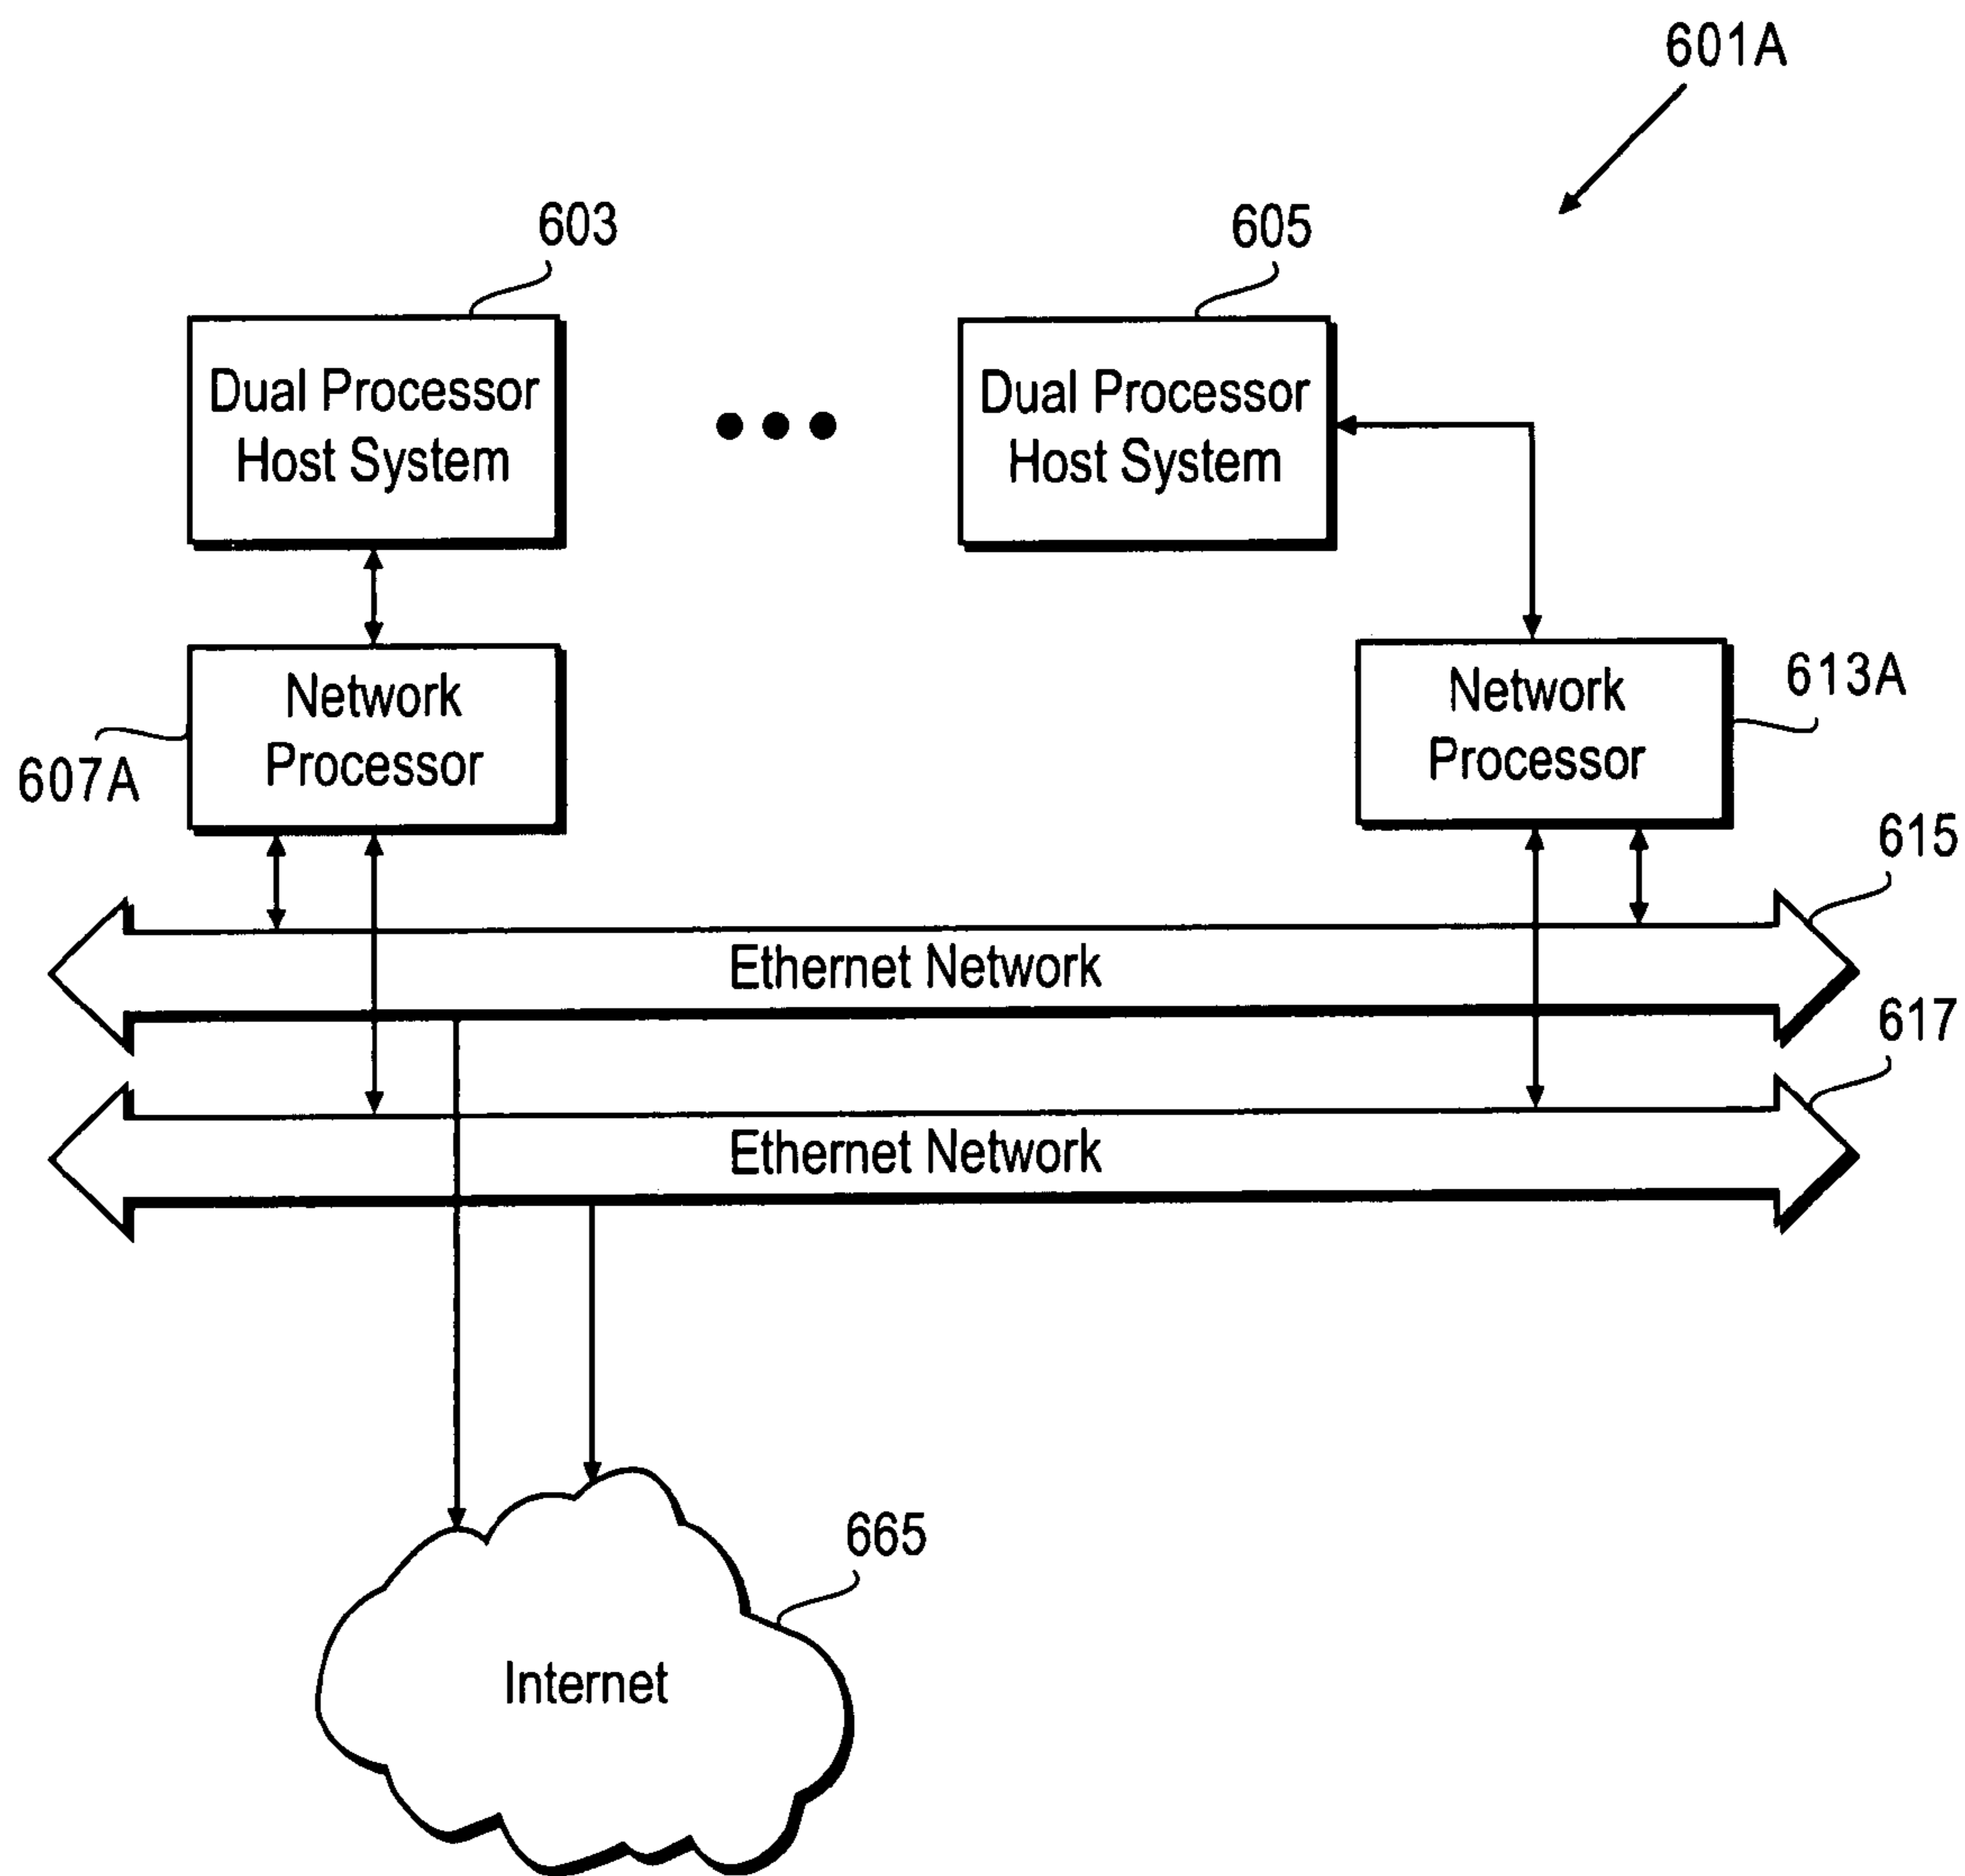 601A
603
605
Dual Processor
Host System
Dual Processor
Host System
Network
Processor
607A
Network
Processor
613A
615
Ethernet Network
617
Ethernet Network
665
Internet